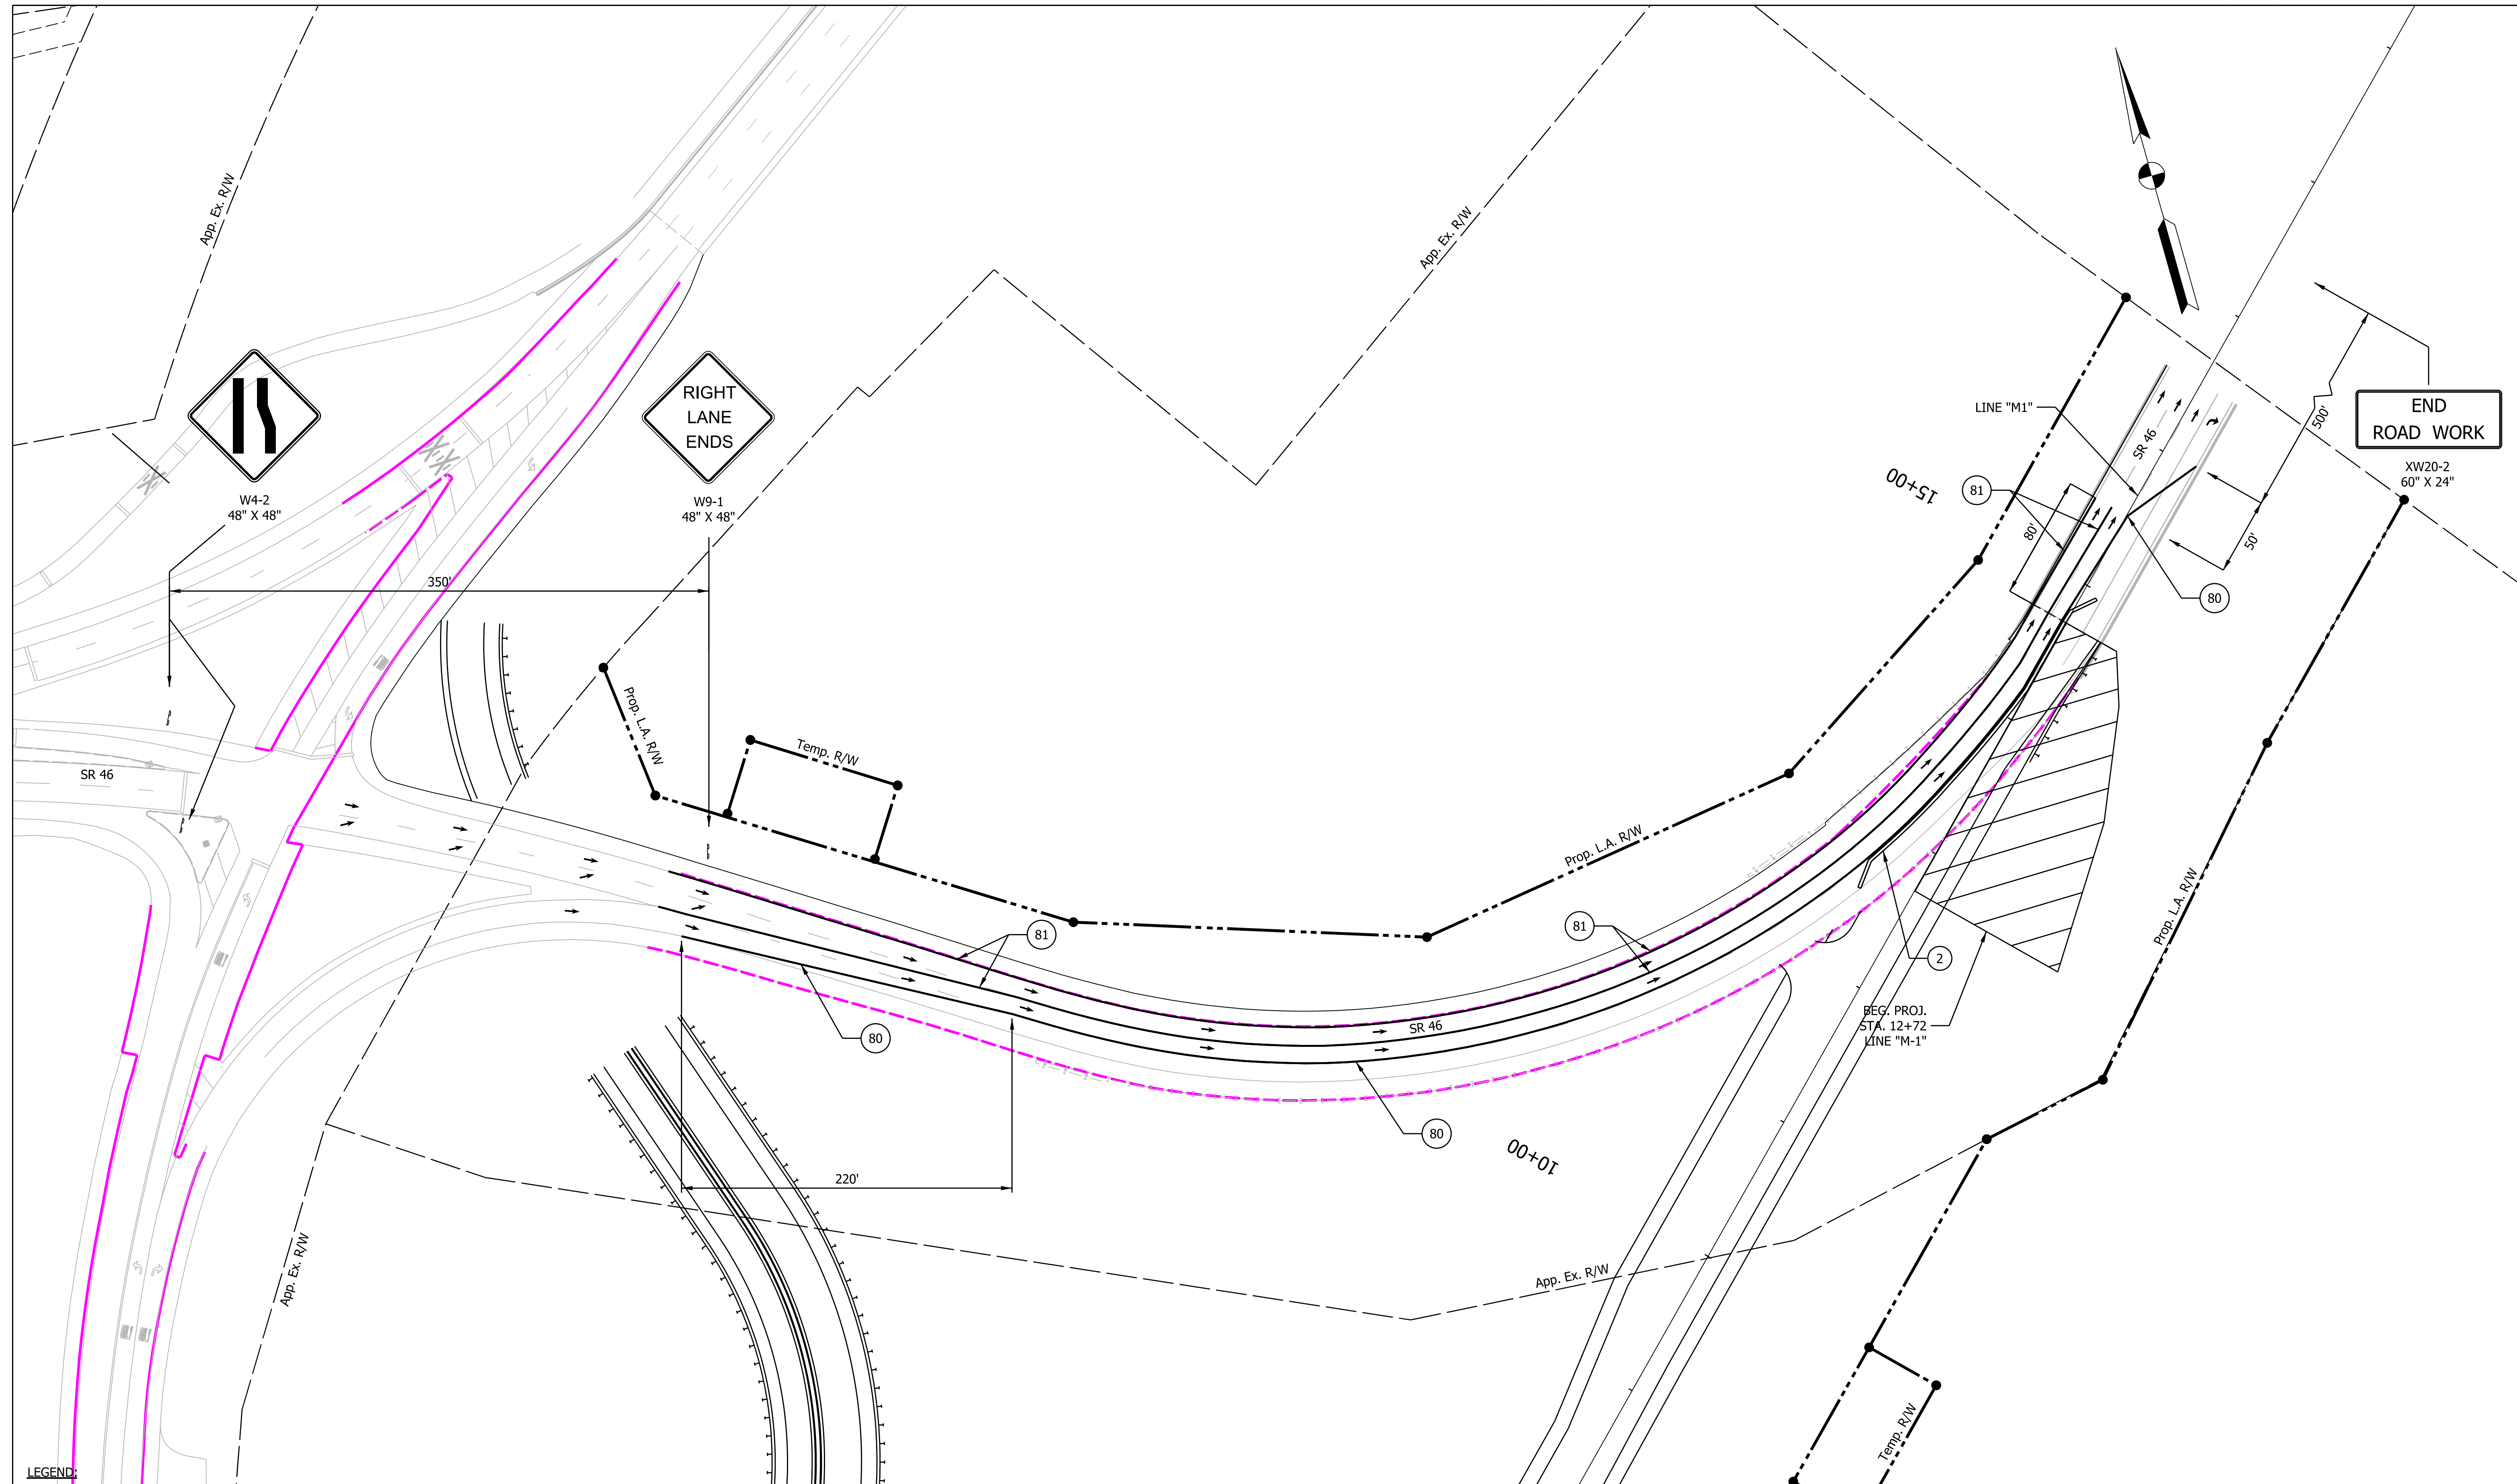 App. Ex. R/W
App. Ex. R/W
RIGHT
LANE
ENDS
W4-2
48" X 48"
W9-1
48" X 48"
END
ROAD WORK
XW20-2
60" X 24"
LINE "M1"
SR 46
500'
15+00
81
80'
50'
80
350'
Prop. L.A. R/W
Temp. R/W
SR 46
Prop. L.A. R/W
81
81
2
Prop. L.A. R/W
BEG. PROJ.
STA. 12+72
LINE "M-1"
SR 46
80
80
10+00
220'
App. Ex. R/W
App. Ex. R/W
Temp. R/W
LEGEND: